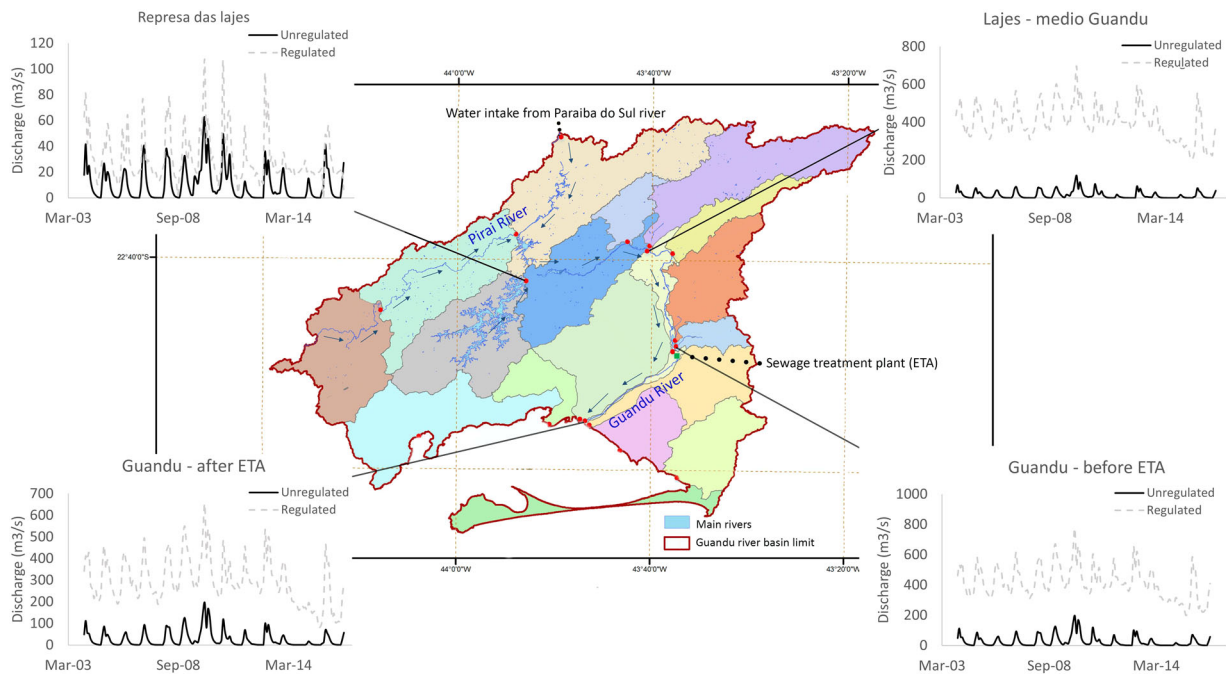 Represa das lajes
Unregulated
Regulated
Discharge (m3/s)
120
100
80
60
40
20
0
Mar-03
Sep-08
Mar-14
Lajes - medio Guandu
Unregulated
Regulated
Discharge (m3/s)
800
600
400
200
0
Mar-03
Sep-08
Mar-14
44°0'0"W
43°40'0"W
43°20'0"W
Water intake from Paraiba do Sul river
Pirai River
22°40'0"S
Sewage treatment plant (ETA)
Guandu River
Main rivers
Guandu river basin limit
44°0'0"W
43°40'0"W
43°20'0"W
Guandu - after ETA
Unregulated
Regulated
Discharge (m3/s)
700
600
500
400
300
200
100
0
Mar-03
Sep-08
Mar-14
Guandu - before ETA
Unregulated
Regulated
Discharge (m3/s)
1000
800
600
400
200
0
Mar-03
Sep-08
Mar-14